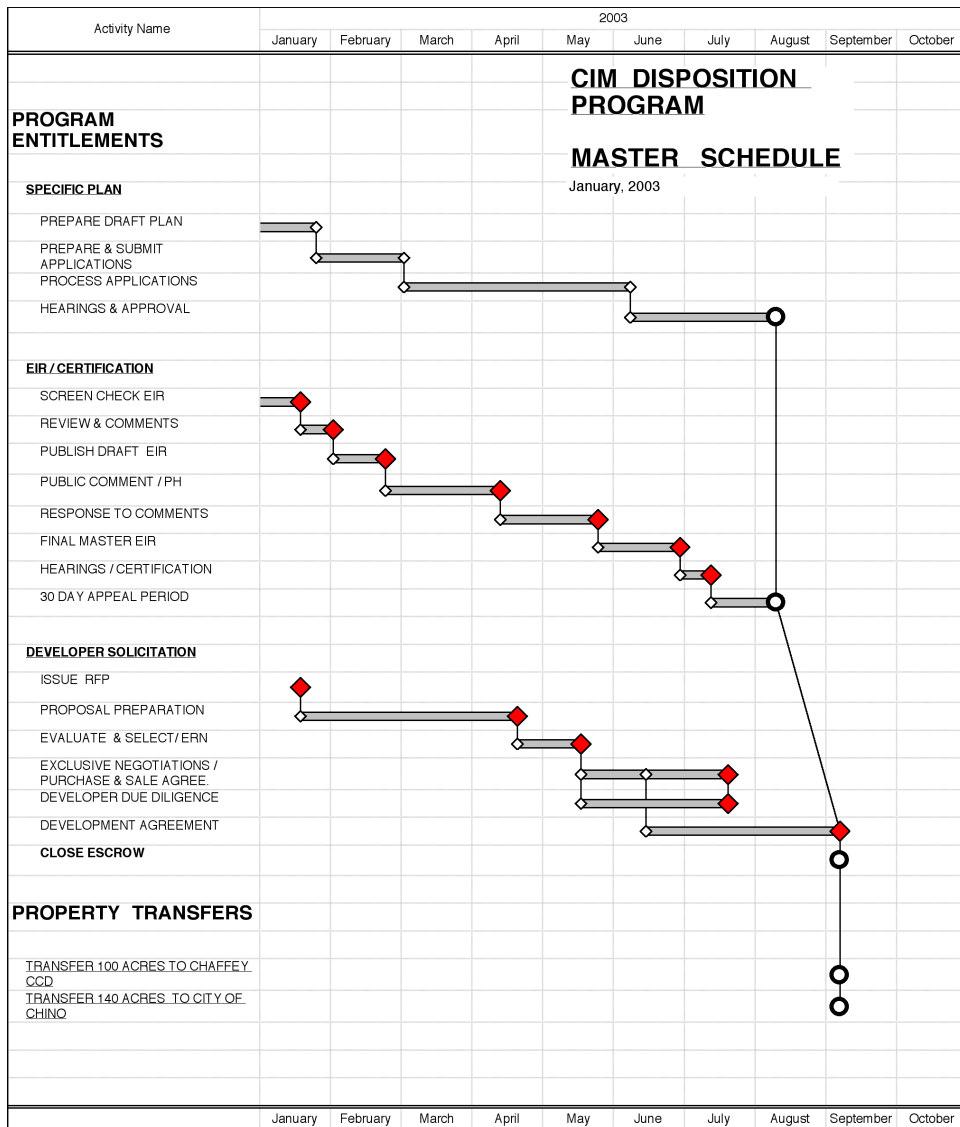 Activity Name
2003
January February March April May June July August September October
CIM DISPOSITION
PROGRAM
MASTER SCHEDULE
January, 2003
PROGRAM
ENTITLEMENTS
SPECIFIC PLAN
PREPARE DRAFT PLAN
PREPARE & SUBMIT
APPLICATIONS
PROCESS APPLICATIONS
HEARINGS & APPROVAL
EIR / CERTIFICATION
SCREEN CHECK EIR
REVIEW & COMMENTS
PUBLISH DRAFT EIR
PUBLIC COMMENT / PH
RESPONSE TO COMMENTS
FINAL MASTER EIR
HEARINGS / CERTIFICATION
30 DAY APPEAL PERIOD
DEVELOPER SOLICITATION
ISSUE RFP
PROPOSAL PREPARATION
EVALUATE & SELECT/ ERN
EXCLUSIVE NEGOTIATIONS /
PURCHASE & SALE AGREE.
DEVELOPER DUE DILIGENCE
DEVELOPMENT AGREEMENT
CLOSE ESCROW
PROPERTY TRANSFERS
TRANSFER 100 ACRES TO CHAFFEY
CCD
TRANSFER 140 ACRES TO CITY OF
CHINO
January February March April May June July August September October